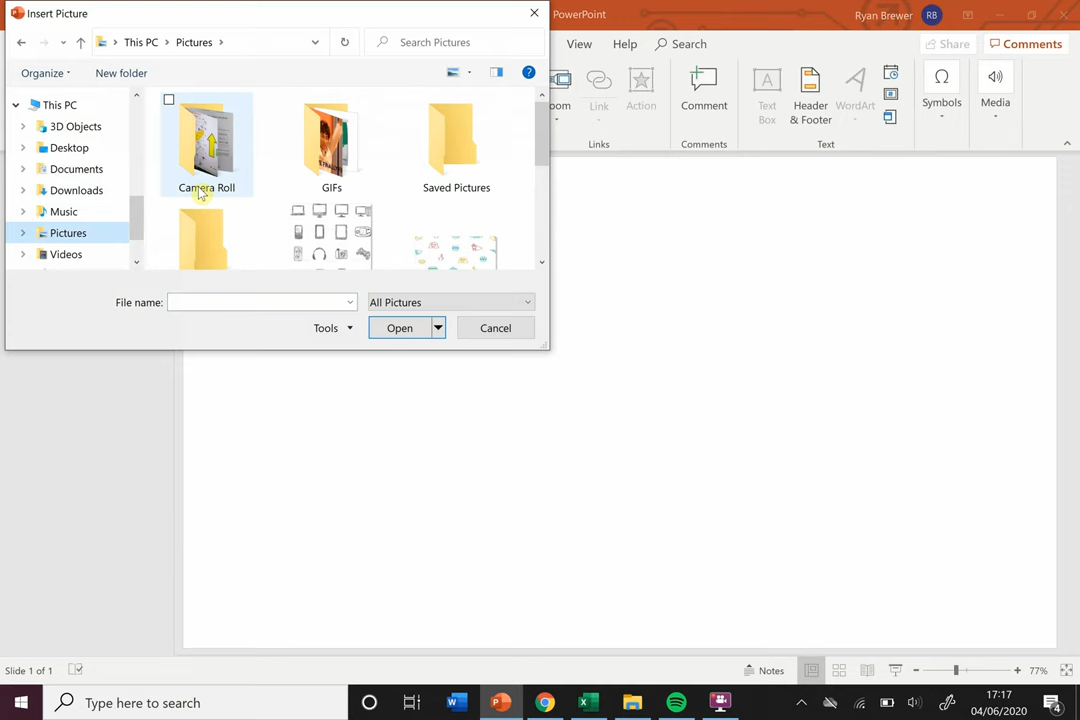 Insert Picture
PowerPoint
Ryan Brewer
RB
This PC
Pictures
Search Pictures
View
Help
Search
Share
Comments
Organize
New folder
oom
Link
Action
Comment
Text
Box
Header
& Footer
WordArt
Symbols
Media
Links
Comments
Text
This PC
3D Objects
Desktop
Documents
Downloads
Music
Pictures
Videos
Camera Roll
GIFs
Saved Pictures
File name:
All Pictures
Tools
Open
Cancel
Slide 1 of 1
Notes
77%
Type here to search
17:17
04/06/2020
4